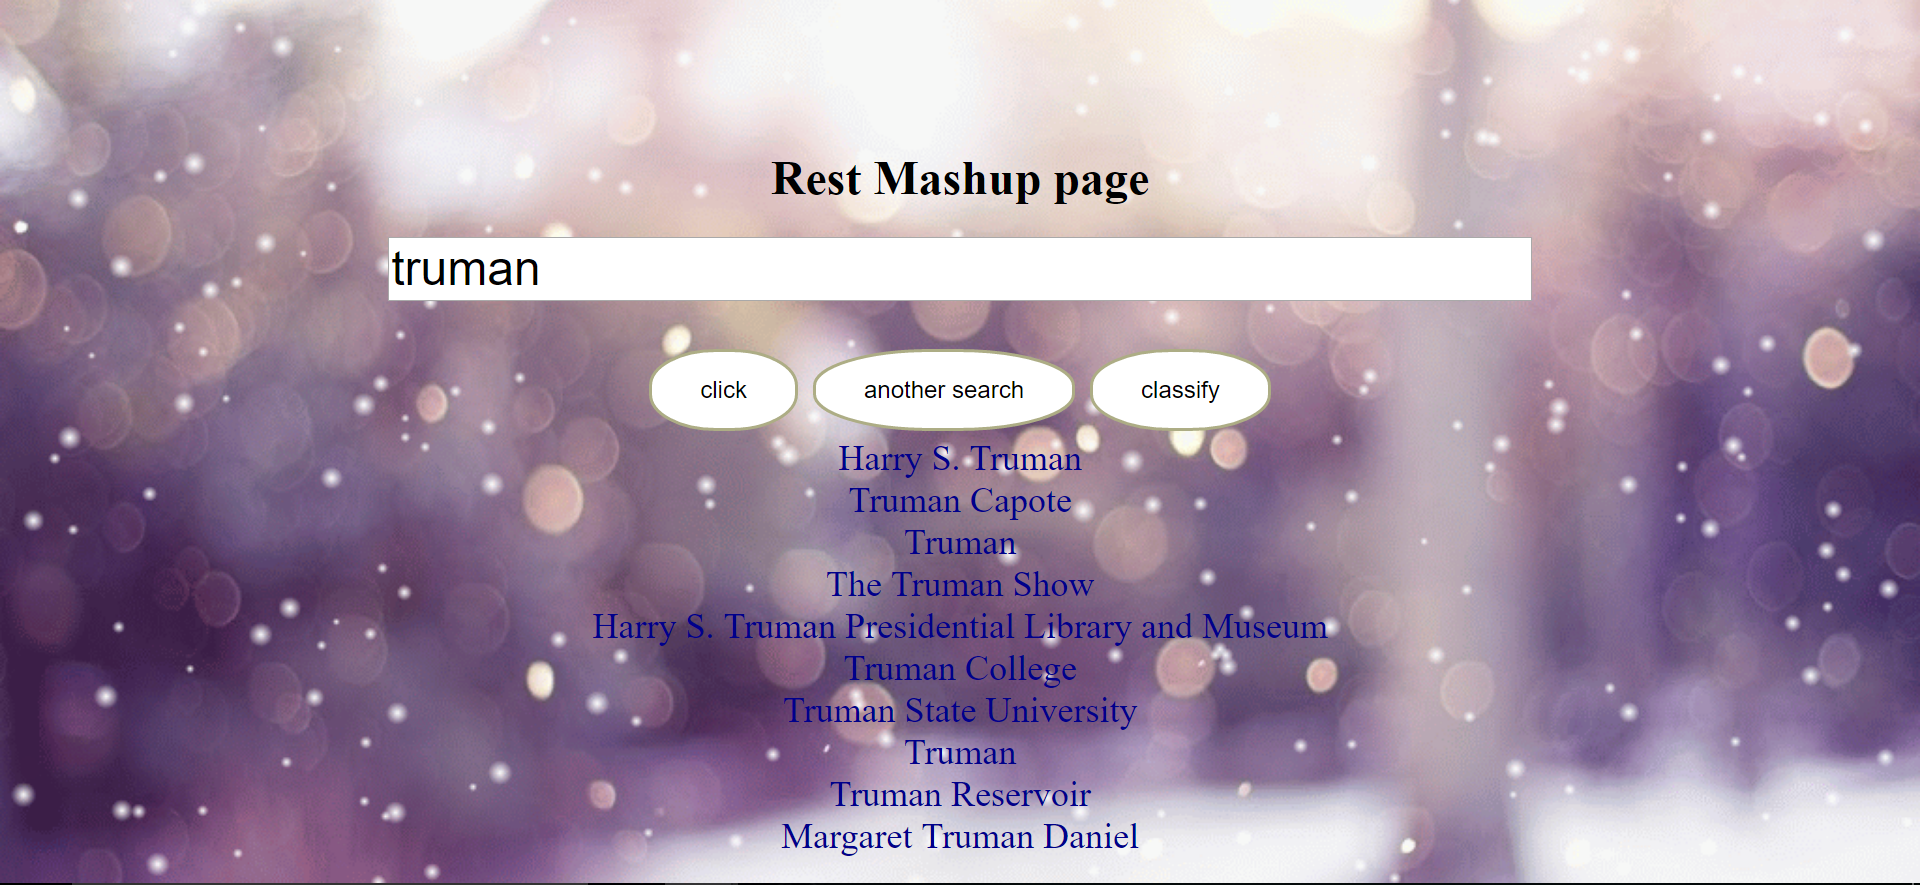 Rest Mashup page
truman
click another search classify
Harry S. Truman
Truman Capote
Truman
The Truman Show
Harry S. Truman Presidential Library and Museum
Truman College
Truman State University
Truman
Truman Reservoir
Margaret Truman Daniel